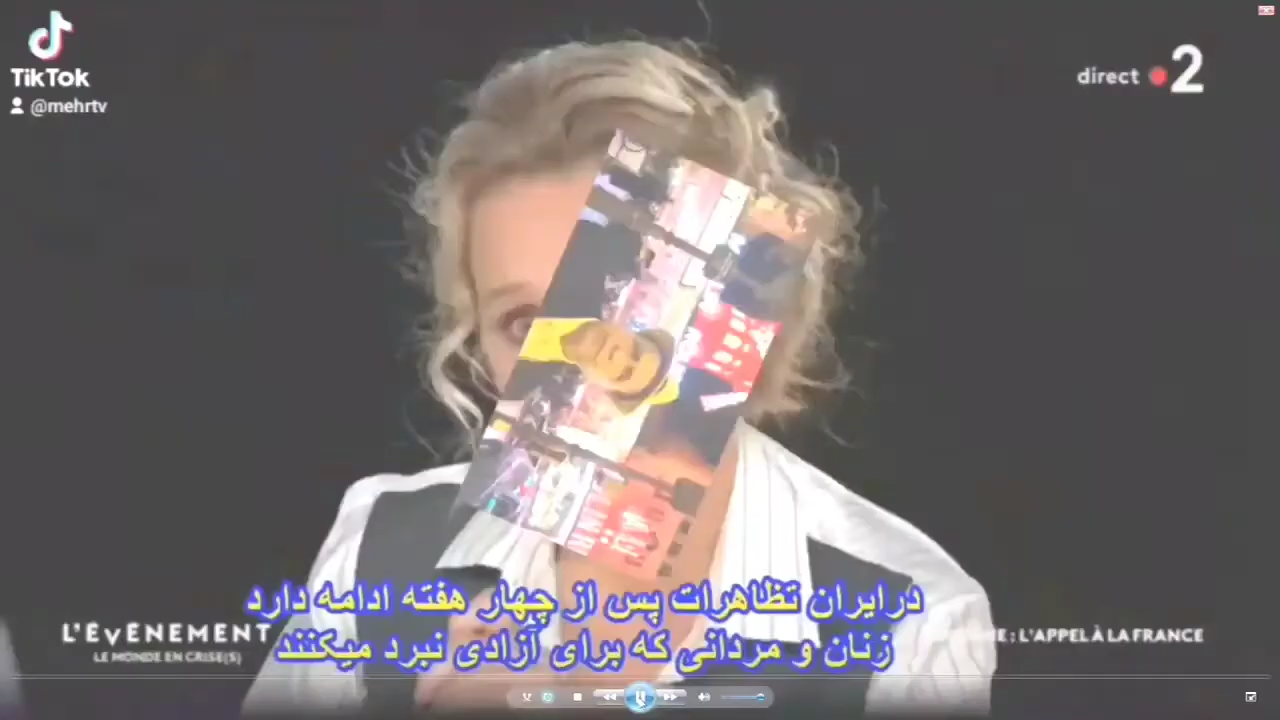 TikTok
@mehrtv
direct 2
درایران تظاهرات پس از چهار هفته ادامه دارد
زنان و مردانی که برای آزادی نبرد میکنند
L'ÉVÉNEMENT
LE MONDE EN CRISE(S)
: L'APPEL À LA FRANCE